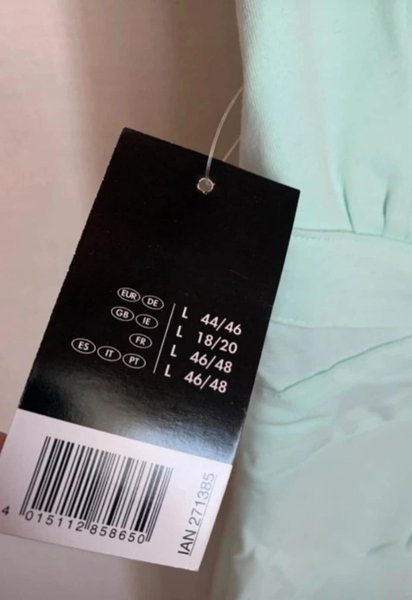 EUR DE L 44/46
GB IE L 18/20
FR L 46/48
ES IT PT L 46/48
4 015112 858650
IAN 271385